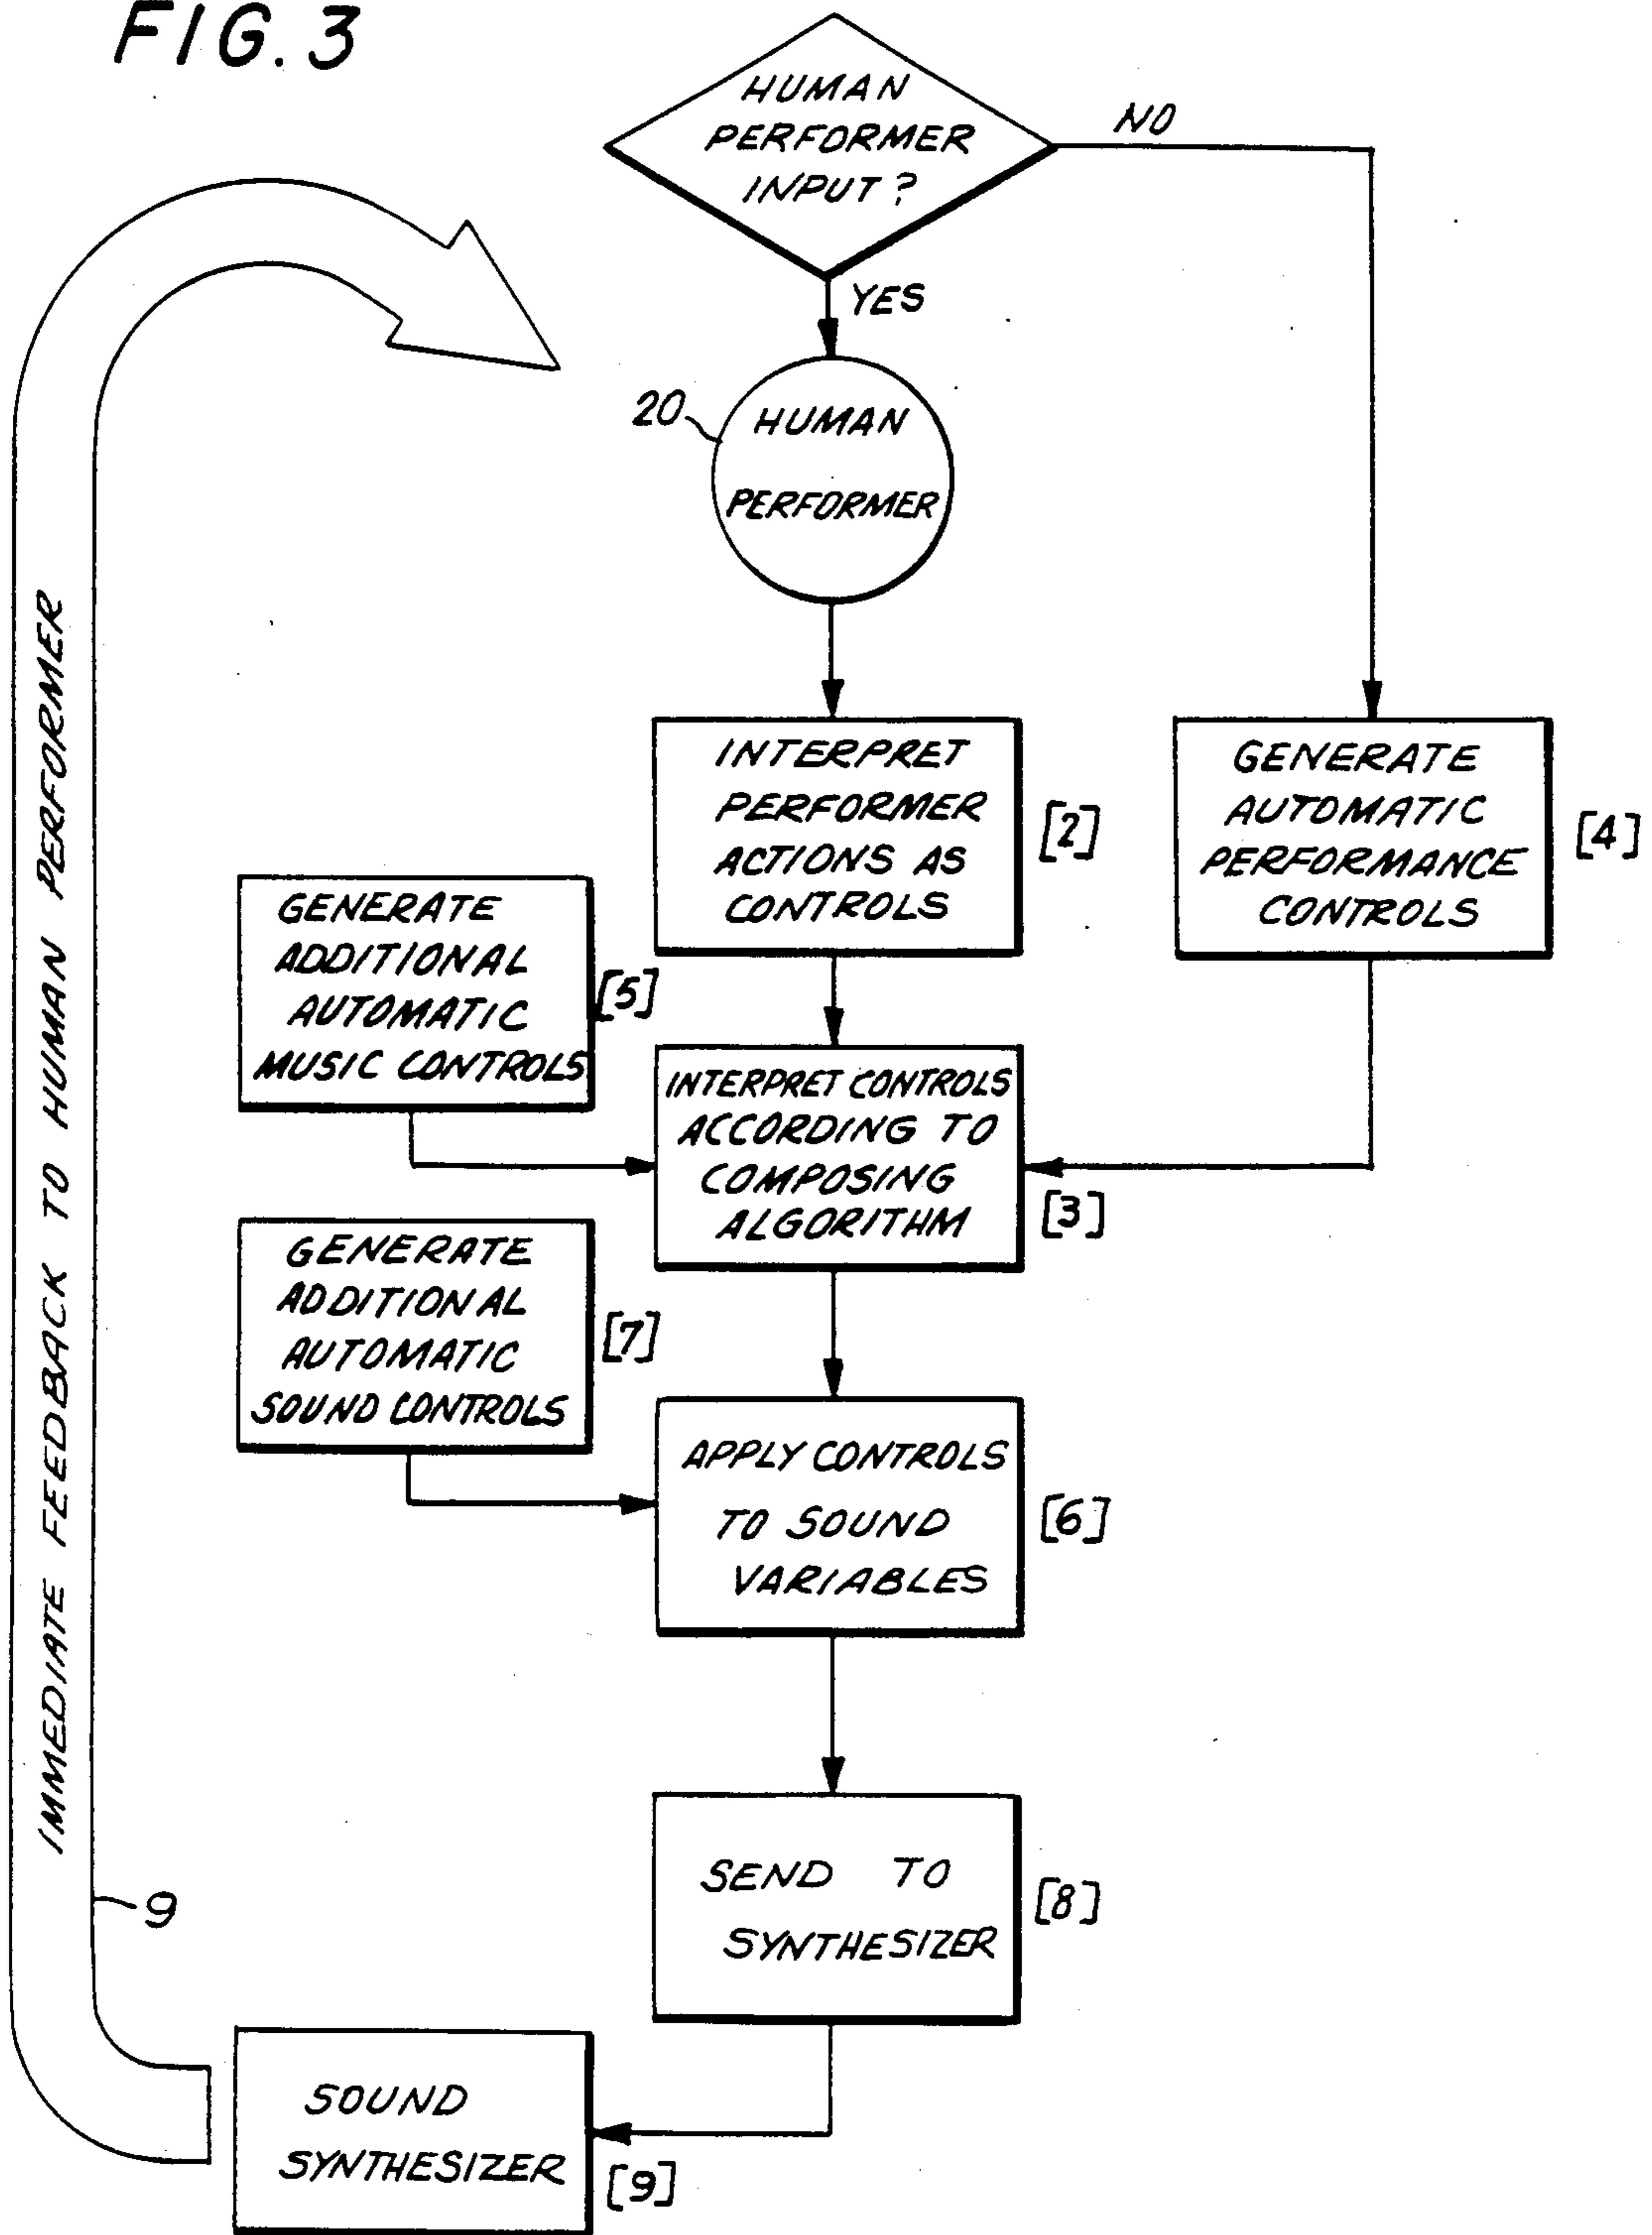 FIG. 3
HUMAN
PERFORMER
INPUT?
NO
YES
20
HUMAN
PERFORMER
INTERPRET
PERFORMER
ACTIONS AS
CONTROLS
[2]
GENERATE
AUTOMATIC
PERFORMANCE
CONTROLS
[4]
GENERATE
ADDITIONAL
AUTOMATIC
MUSIC CONTROLS
[5]
INTERPRET CONTROLS
ACCORDING TO
COMPOSING
ALGORITHM
[3]
GENERATE
ADDITIONAL
AUTOMATIC
SOUND CONTROLS
[7]
APPLY CONTROLS
TO SOUND
VARIABLES
[6]
SEND TO
SYNTHESIZER
[8]
SOUND
SYNTHESIZER
[9]
IMMEDIATE FEEDBACK TO HUMAN PERFORMER
9